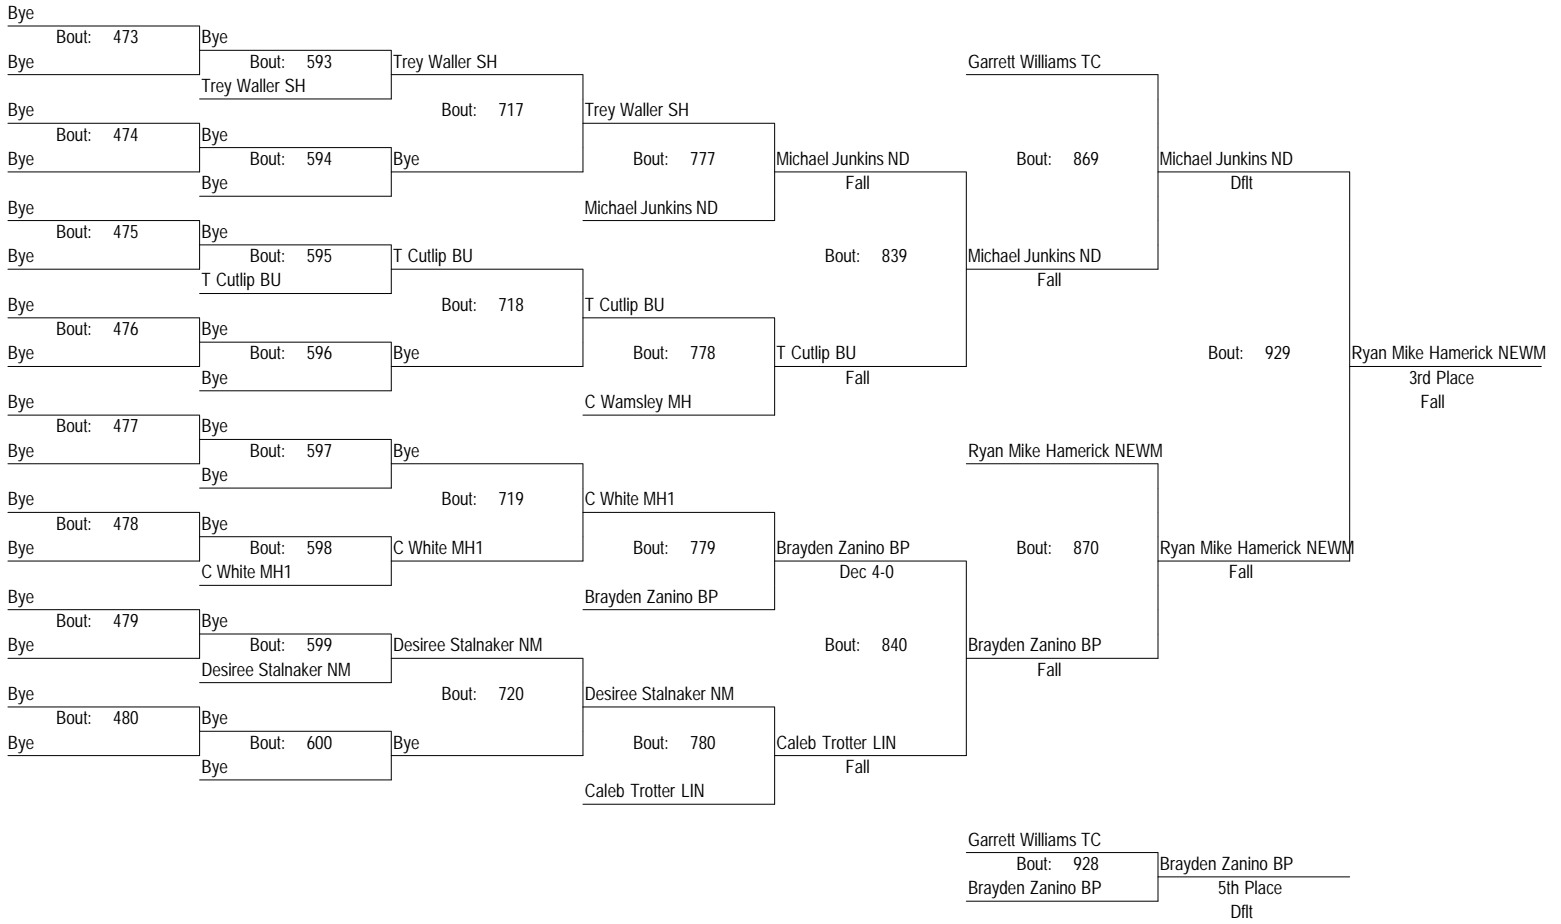 Bye
Bout: 473
Bye
Bye
Bout: 593
Trey Waller SH
Trey Waller SH
Bye
Bout: 474
Bye
Bye
Bout: 594
Bye
Bye
Bout: 717
Trey Waller SH
Bout: 777
Michael Junkins ND
Michael Junkins ND
Fall
Bye
Bout: 475
Bye
Bye
Bout: 595
T Cutlip BU
T Cutlip BU
Bye
Bout: 476
Bye
Bye
Bout: 596
Bye
Bye
Bout: 718
T Cutlip BU
Bout: 778
C Wamsley MH
T Cutlip BU
Fall
Bout: 839
Michael Junkins ND
Fall
Garrett Williams TC
Bout: 869
Michael Junkins ND
Dflt
Bye
Bout: 477
Bye
Bye
Bout: 597
Bye
Bye
Bye
Bout: 478
Bye
Bye
Bout: 598
C White MH1
C White MH1
Bout: 719
C White MH1
Bout: 779
Brayden Zanino BP
Brayden Zanino BP
Dec 4-0
Bye
Bout: 479
Bye
Bye
Bout: 599
Desiree Stalnaker NM
Desiree Stalnaker NM
Bye
Bout: 480
Bye
Bye
Bout: 600
Bye
Bye
Bout: 720
Desiree Stalnaker NM
Bout: 780
Caleb Trotter LIN
Caleb Trotter LIN
Fall
Bout: 840
Brayden Zanino BP
Fall
Ryan Mike Hamerick NEWM
Bout: 870
Ryan Mike Hamerick NEWM
Fall
Bout: 929
Ryan Mike Hamerick NEWM
3rd Place
Fall
Garrett Williams TC
Bout: 928
Brayden Zanino BP
Brayden Zanino BP
5th Place
Dflt